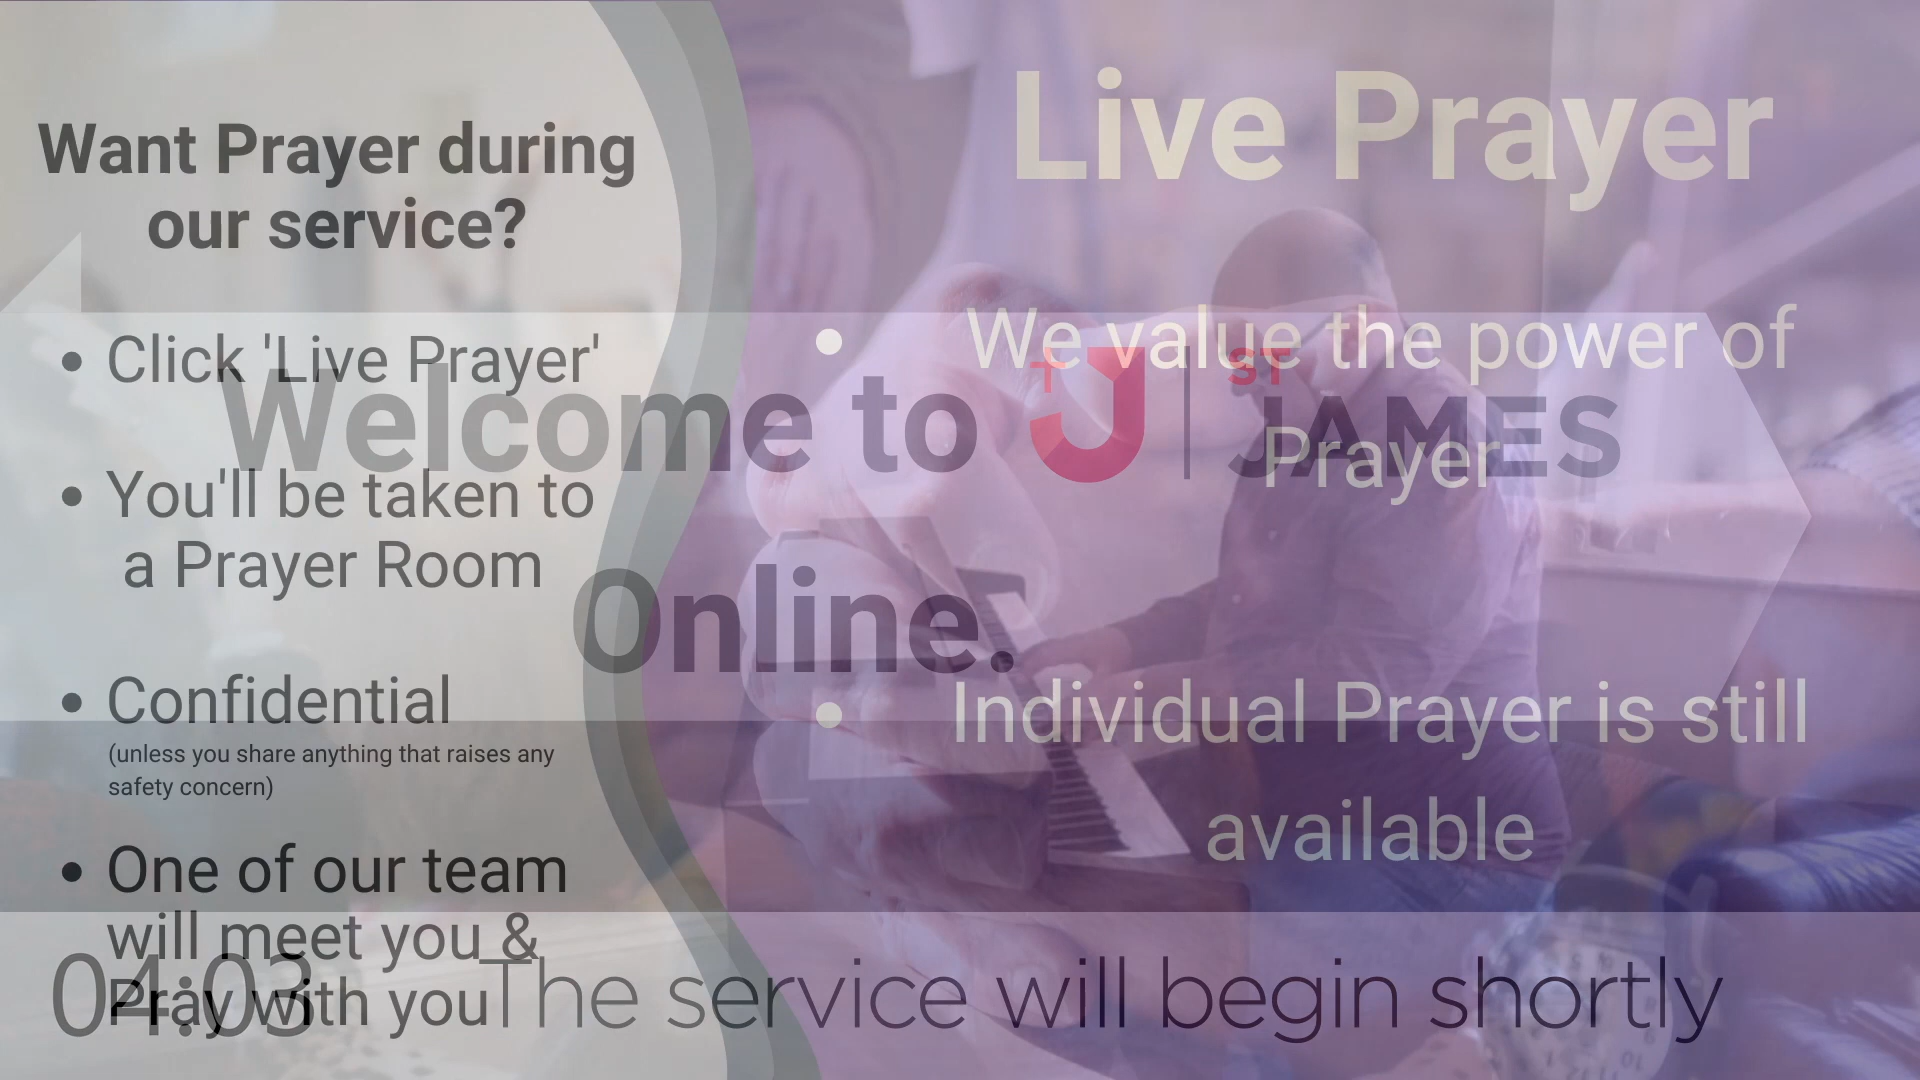 Want Prayer during
our service?
Click 'Live Prayer'
You'll be taken to
a Prayer Room
Confidential
(unless you share anything that raises any
safety concern)
One of our team
will meet you &
Pray with you
Live Prayer
We value the power of
Prayer
Individual Prayer is still
available
Welcome to ST JAMES
Online.
04:03 The service will begin shortly